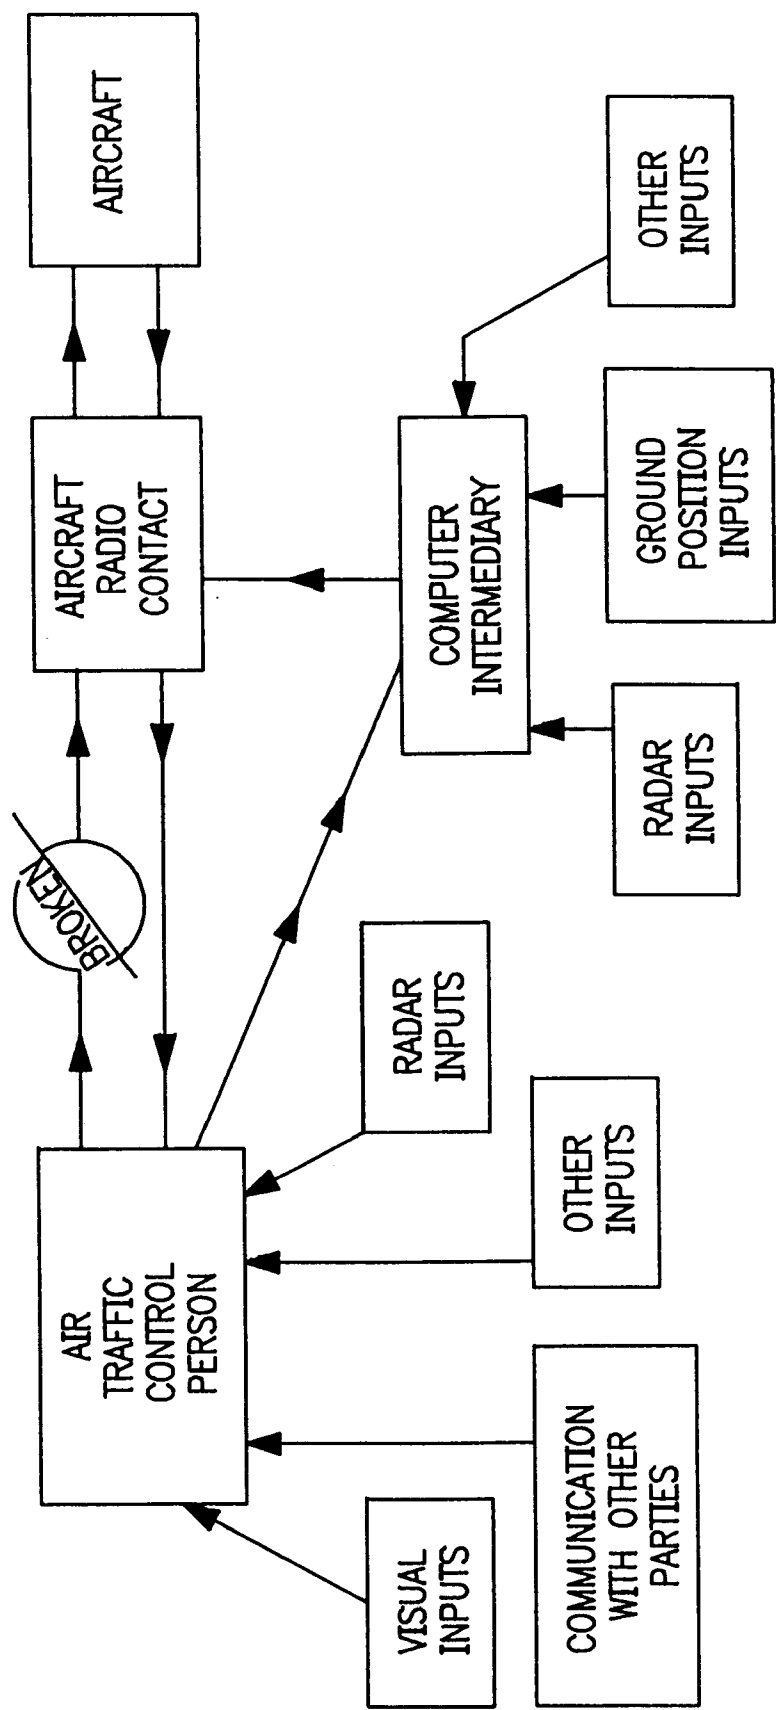 AIR
TRAFFIC
CONTROL
PERSON
BROKEN
AIRCRAFT
RADIO
CONTACT
AIRCRAFT
VISUAL
INPUTS
COMMUNICATION
WITH OTHER
PARTIES
OTHER
INPUTS
RADAR
INPUTS
COMPUTER
INTERMEDIARY
RADAR
INPUTS
GROUND
POSITION
INPUTS
OTHER
INPUTS